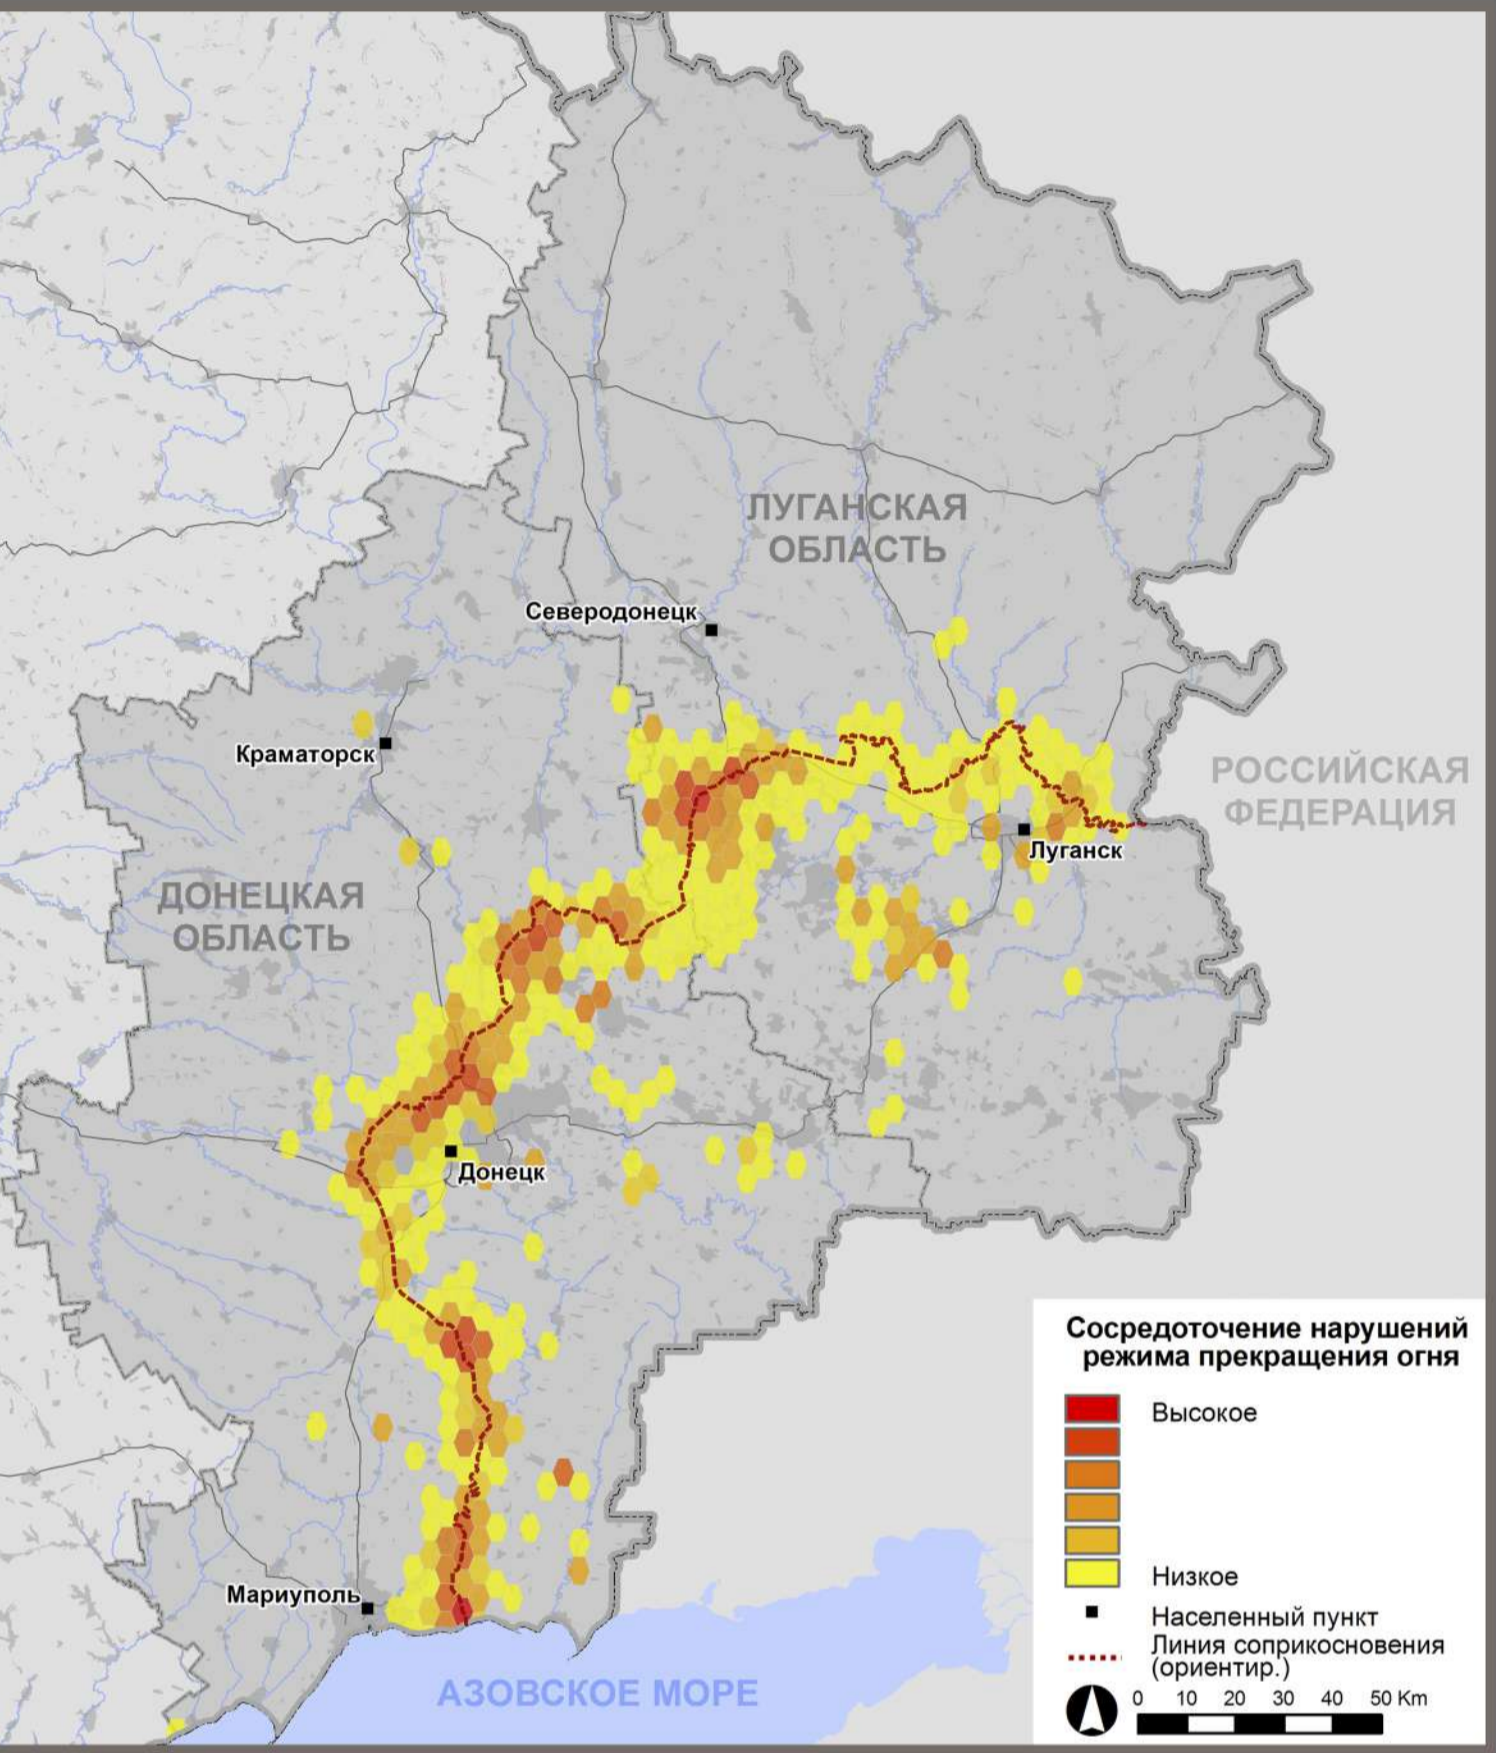 ЛУГАНСКАЯ
ОБЛАСТЬ
Северодонецк
Краматорск
РОССИЙСКАЯ
ФЕДЕРАЦИЯ
Луганск
ДОНЕЦКАЯ
ОБЛАСТЬ
Донецк
Мариуполь
АЗОВСКОЕ МОРЕ
Сосредоточение нарушений
режима прекращения огня
Высокое
Низкое
Населенный пункт
Линия соприкосновения
(ориентир.)
0 10 20 30 40 50 Km